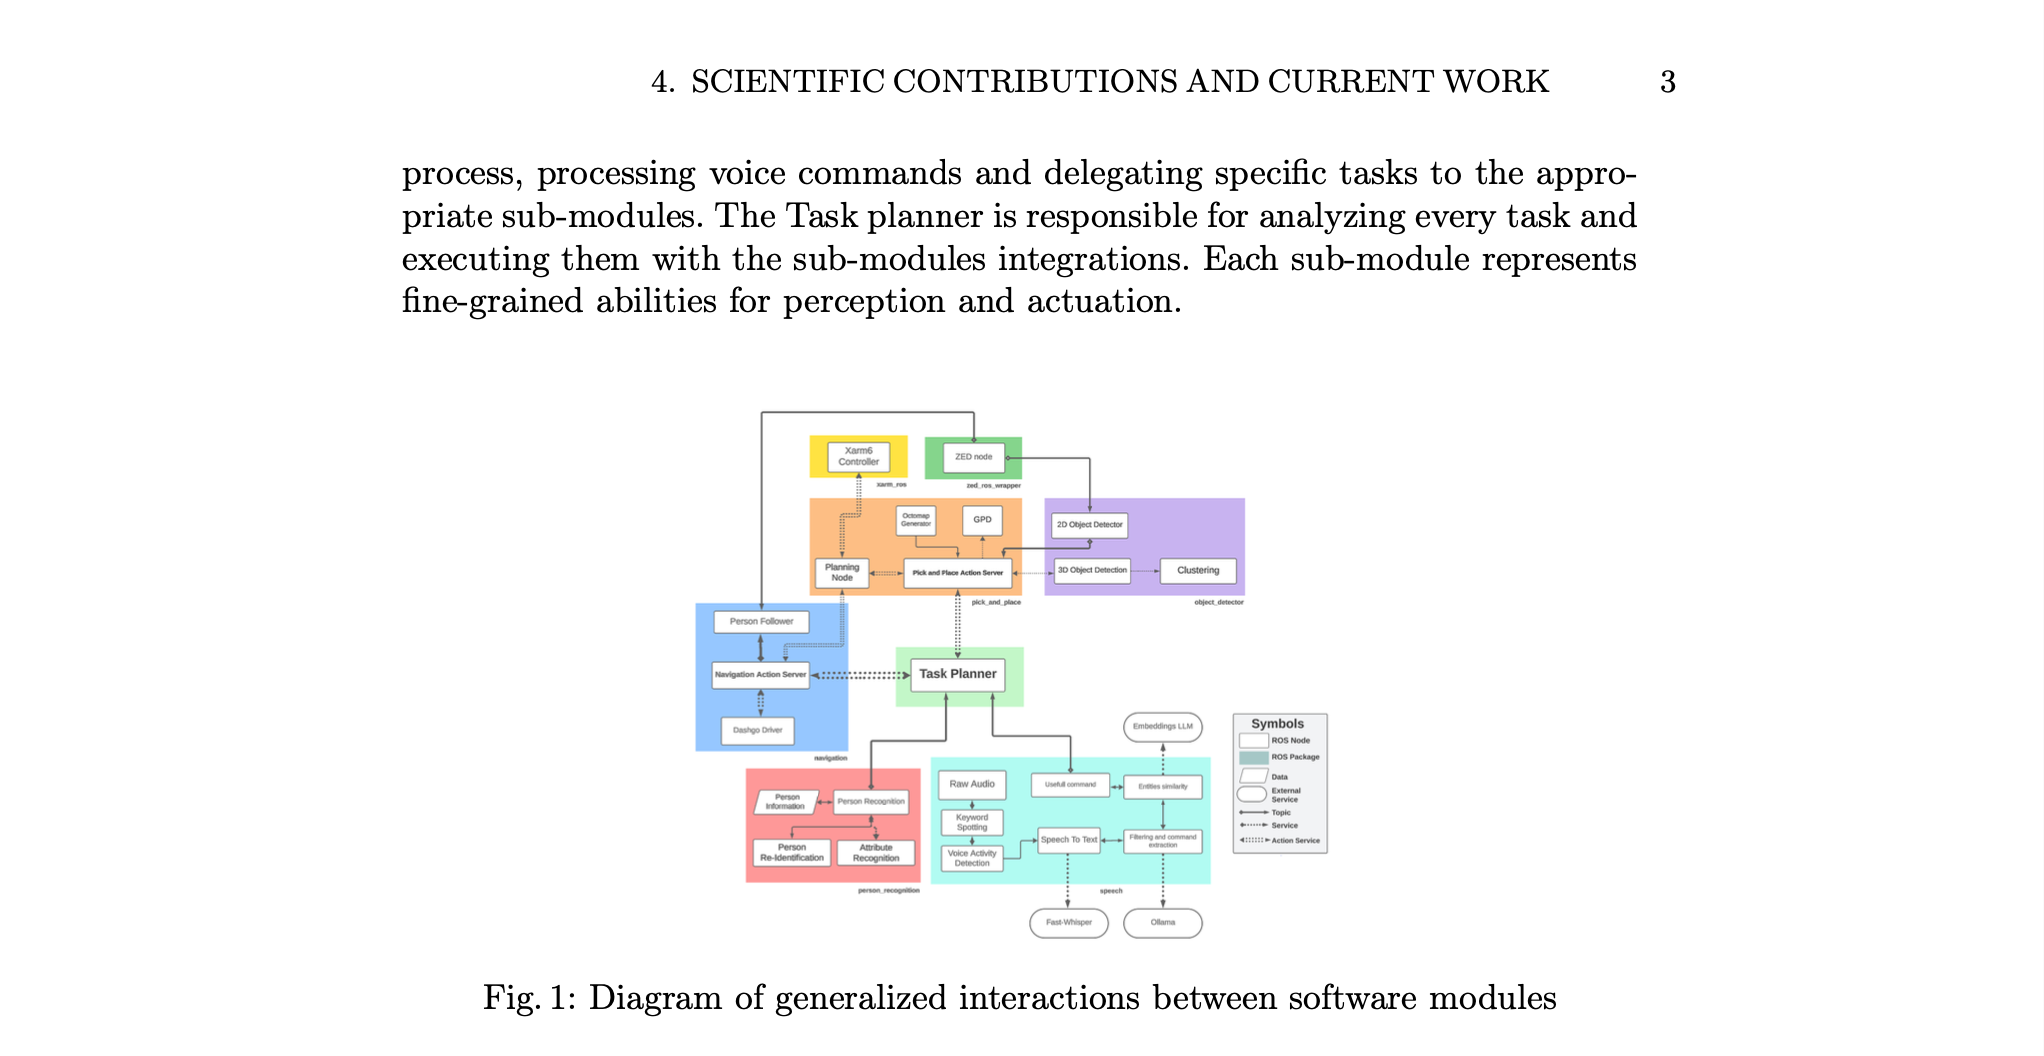 4. SCIENTIFIC CONTRIBUTIONS AND CURRENT WORK 3
process, processing voice commands and delegating specific tasks to the appro-
priate sub-modules. The Task planner is responsible for analyzing every task and
executing them with the sub-modules integrations. Each sub-module represents
fine-grained abilities for perception and actuation.
Xarm6
Controller
xarm_ros
ZED node
zed_ros_wrapper
Octomap
Generator
GPD
Planning
Node
Pick and Place Action Server
pick_and_place
2D Object Detector
3D Object Detection
Clustering
object_detector
Person Follower
Navigation Action Server
Dashgo Driver
navigation
Task Planner
Person
Information
Person Recognition
Person
Re-Identification
Attribute
Recognition
person_recognition
Raw Audio
Keyword
Spotting
Voice Activity
Detection
Speech To Text
Usefull command
Entities similarity
Filtering and command
extraction
speech
Embeddings LLM
Fast-Whisper
Ollama
Symbols
ROS Node
ROS Package
Data
External
Service
Topic
Service
Action Service
Fig. 1: Diagram of generalized interactions between software modules